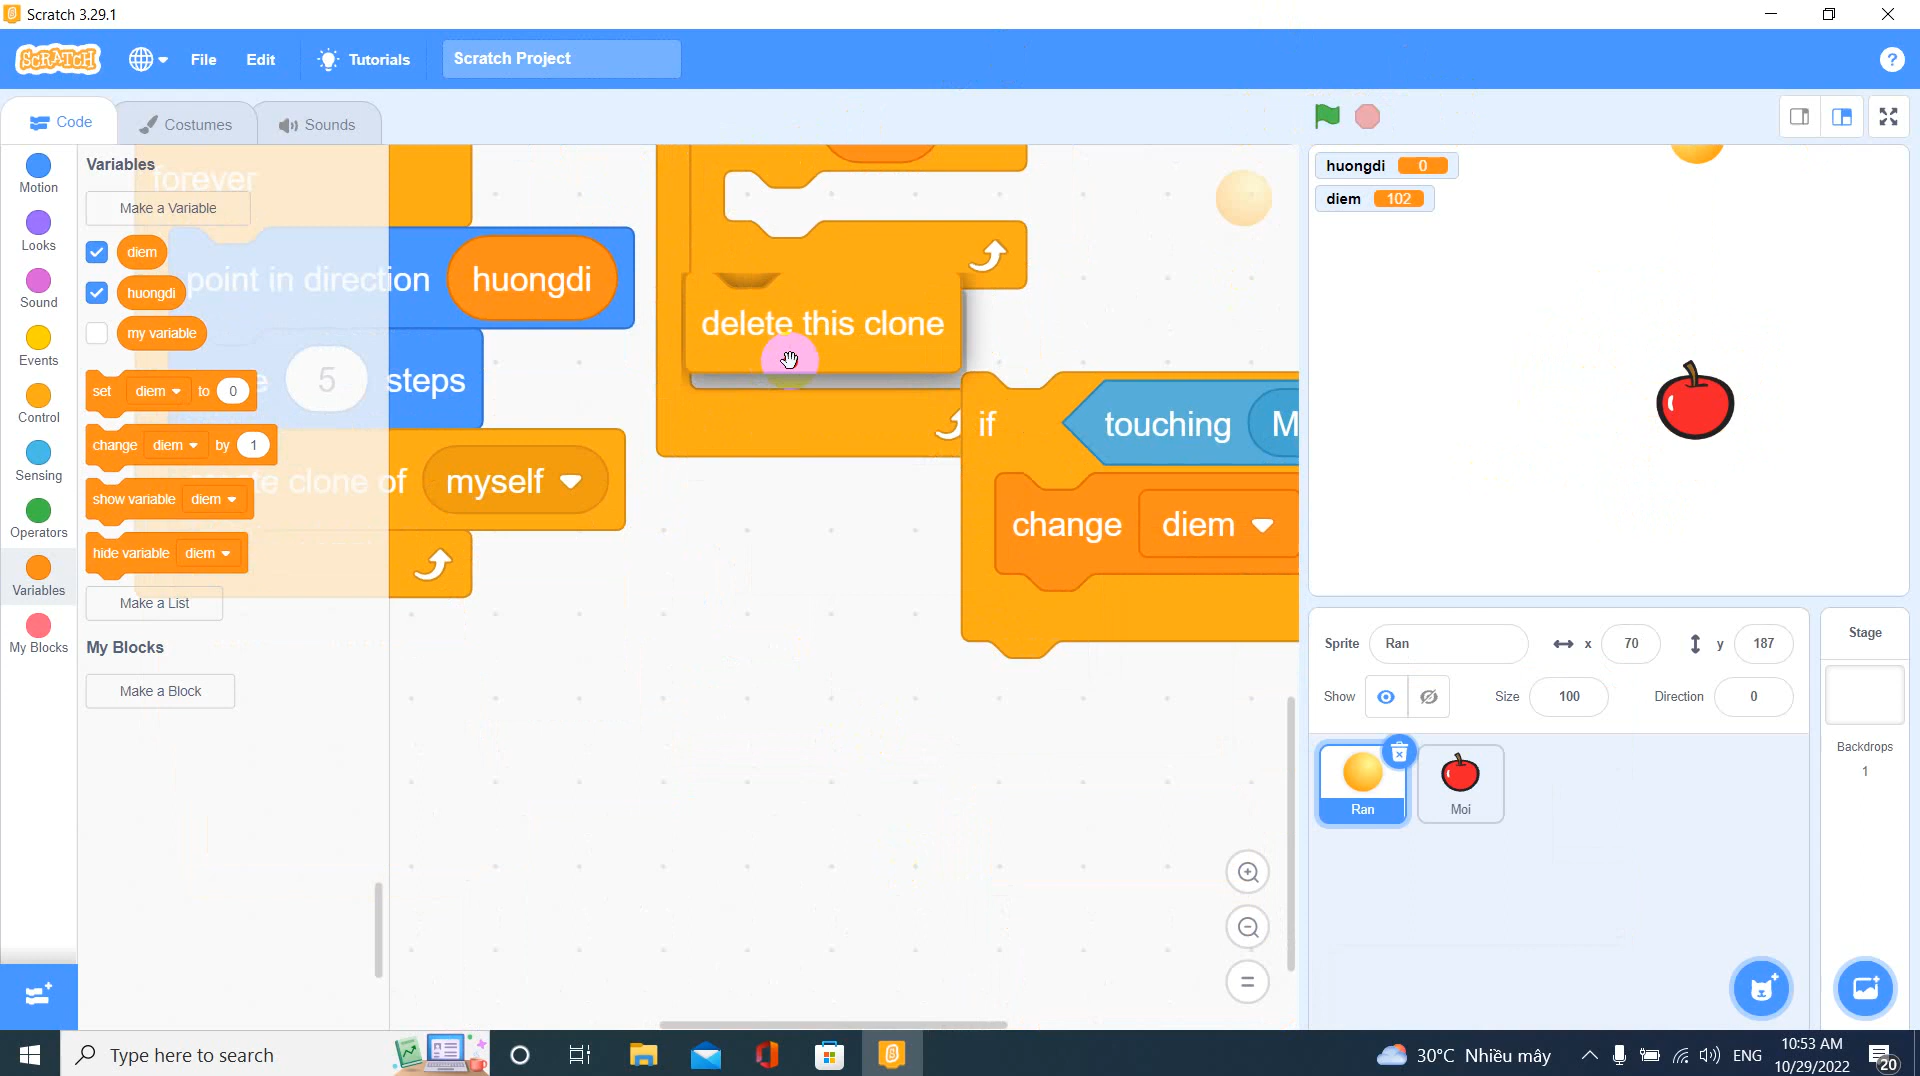 Scratch 3.29.1
SCRATCH
File
Edit
Tutorials
Scratch Project
?
Code
Costumes
Sounds
Motion
Looks
Sound
Events
Control
Sensing
Operators
Variables
My Blocks
Variables
forever
Make a Variable
diem
huongdi
my variable
set diem to 0
change diem by 1
show variable diem
hide variable diem
Make a List
My Blocks
Make a Block
point in direction huongdi
5 steps
clone of myself
delete this clone
if touching M
change diem
huongdi 0
diem 102
Sprite Ran x 70 y 187
Show Size 100 Direction 0
Ran
Moi
Stage
Backdrops
1
Type here to search
30°C Nhiều mây
ENG
10:53 AM
10/29/2022
20